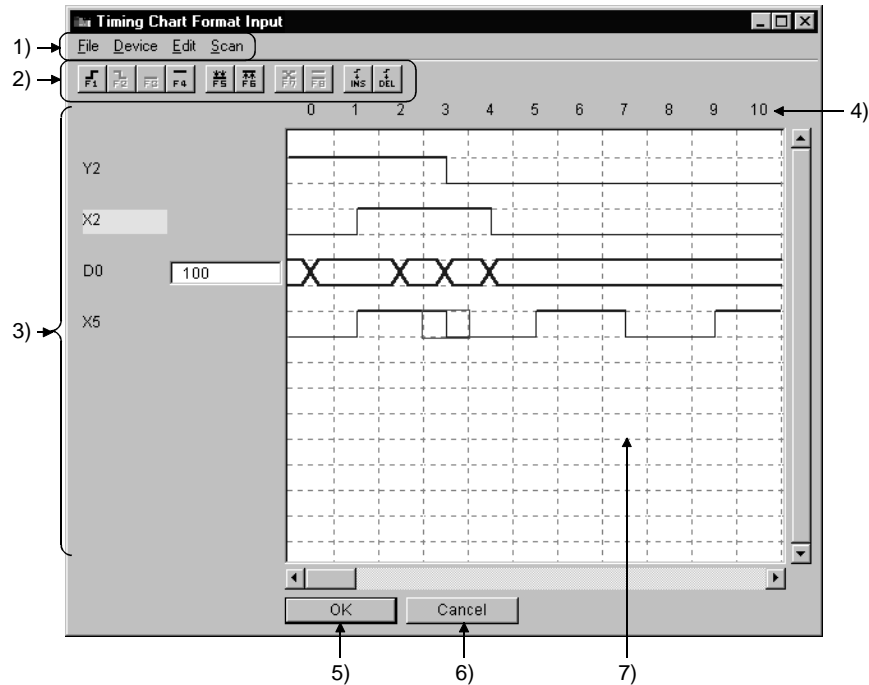 Timing Chart Format Input
1)
File Device Edit Scan
2)
F1 F2 F3 F4 F5 F6 F7 F8 INS DEL
0 1 2 3 4 5 6 7 8 9 10
4)
Y2
X2
D0 100
X5
3)
OK Cancel
5) 6) 7)